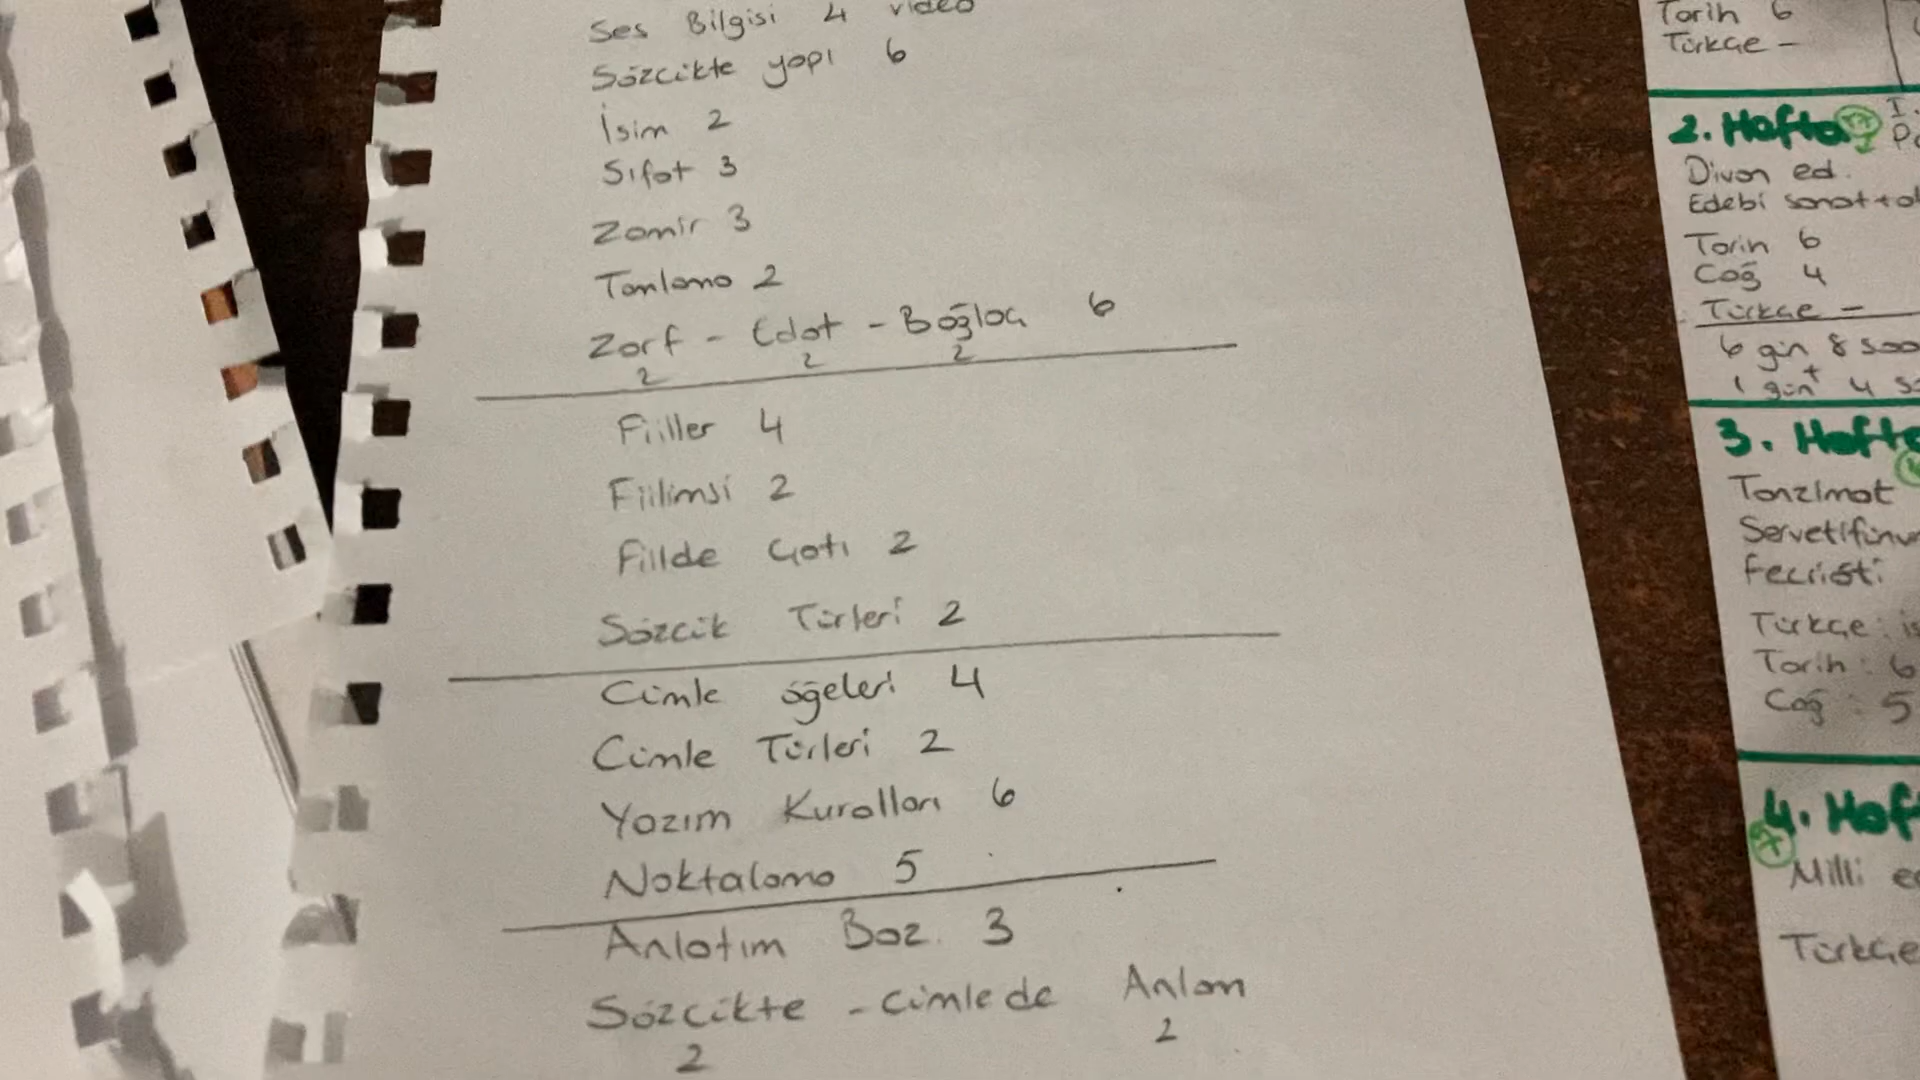 Ses Bilgisi 4 video
Sözcükte yapı 6
İsim 2
Sıfat 3
Zamir 3
Tamlama 2
Zarf - Edat - Bağlaç 6
2 2 2
Fiiller 4
Fiilimsi 2
Fiilde Çatı 2
Sözcük Türleri 2
Cümle öğeleri 4
Cümle Türleri 2
Yazım Kuralları 6
Noktalama 5
Anlatım Boz. 3
Sözcükte - Cümlede Anlam
2 2
Tarih 6
Türkçe -
2. Hafta
Divan ed.
Edebi sanat
Tarih 6
Coğ 4
Türkçe -
6 gün 8
+
1 gün 4
3. Hafta
Tanzimat
Servetifünun
Fecriati
Türkçe:
Tarih: 6
Coğ: 5
4. Haf
Milli
Türkçe